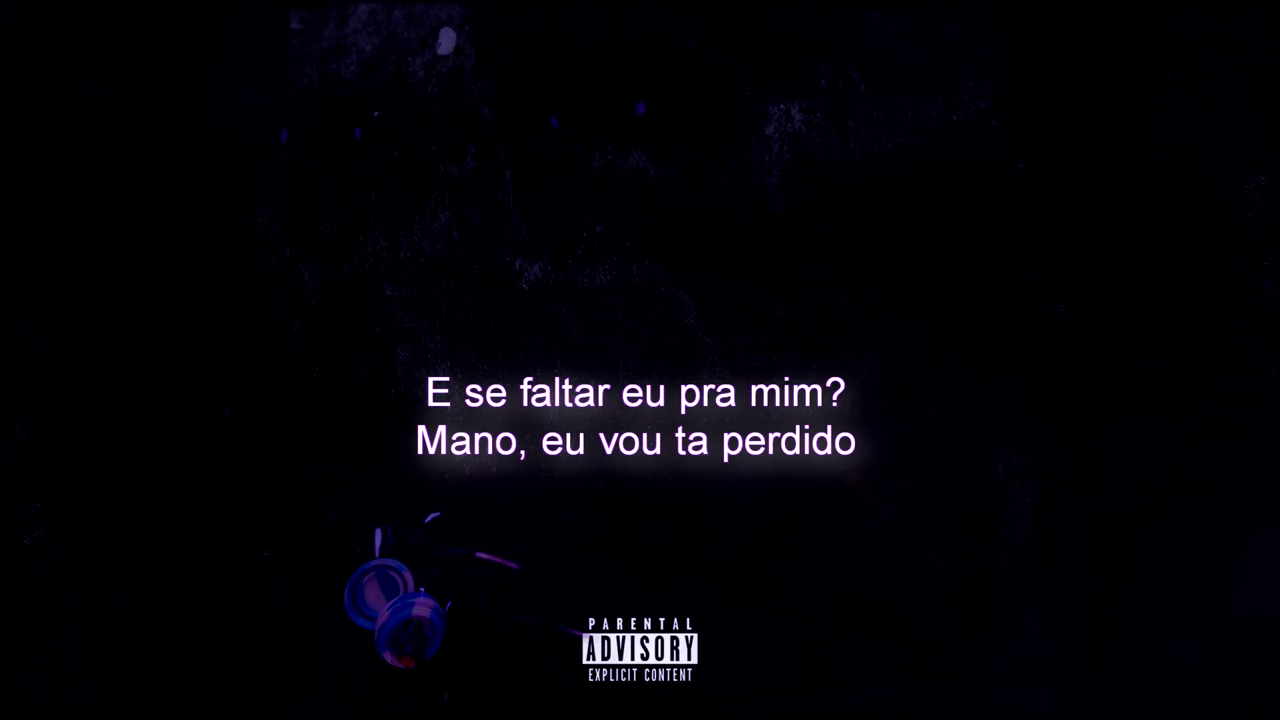 E se faltar eu pra mim?
Mano, eu vou ta perdido
PARENTAL
ADVISORY
EXPLICIT CONTENT